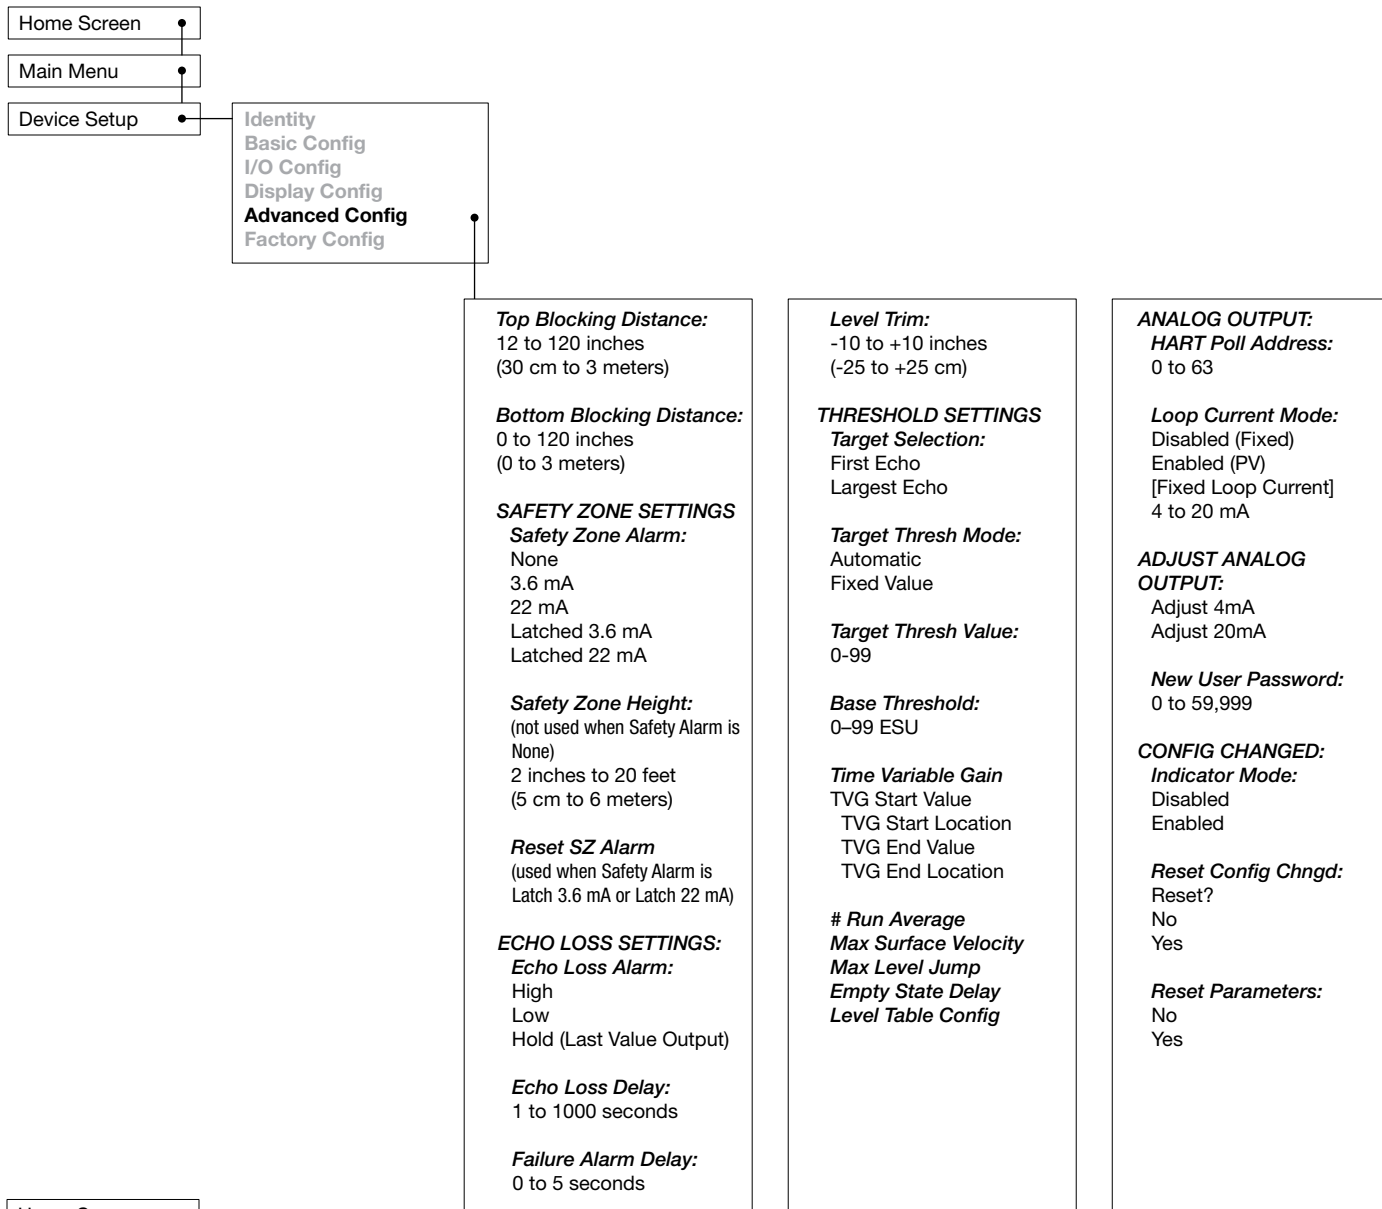 Home Screen
Main Menu
Device Setup
Identity
Basic Config
I/O Config
Display Config
Advanced Config
Factory Config
Top Blocking Distance:
12 to 120 inches
(30 cm to 3 meters)
Bottom Blocking Distance:
0 to 120 inches
(0 to 3 meters)
SAFETY ZONE SETTINGS
Safety Zone Alarm:
None
3.6 mA
22 mA
Latched 3.6 mA
Latched 22 mA
Safety Zone Height:
(not used when Safety Alarm is
None)
2 inches to 20 feet
(5 cm to 6 meters)
Reset SZ Alarm
(used when Safety Alarm is
Latch 3.6 mA or Latch 22 mA)
ECHO LOSS SETTINGS:
Echo Loss Alarm:
High
Low
Hold (Last Value Output)
Echo Loss Delay:
1 to 1000 seconds
Failure Alarm Delay:
0 to 5 seconds
Level Trim:
-10 to +10 inches
(-25 to +25 cm)
THRESHOLD SETTINGS
Target Selection:
First Echo
Largest Echo
Target Thresh Mode:
Automatic
Fixed Value
Target Thresh Value:
0-99
Base Threshold:
0–99 ESU
Time Variable Gain
TVG Start Value
TVG Start Location
TVG End Value
TVG End Location
# Run Average
Max Surface Velocity
Max Level Jump
Empty State Delay
Level Table Config
ANALOG OUTPUT:
HART Poll Address:
0 to 63
Loop Current Mode:
Disabled (Fixed)
Enabled (PV)
[Fixed Loop Current]
4 to 20 mA
ADJUST ANALOG
OUTPUT:
Adjust 4mA
Adjust 20mA
New User Password:
0 to 59,999
CONFIG CHANGED:
Indicator Mode:
Disabled
Enabled
Reset Config Chngd:
Reset?
No
Yes
Reset Parameters:
No
Yes